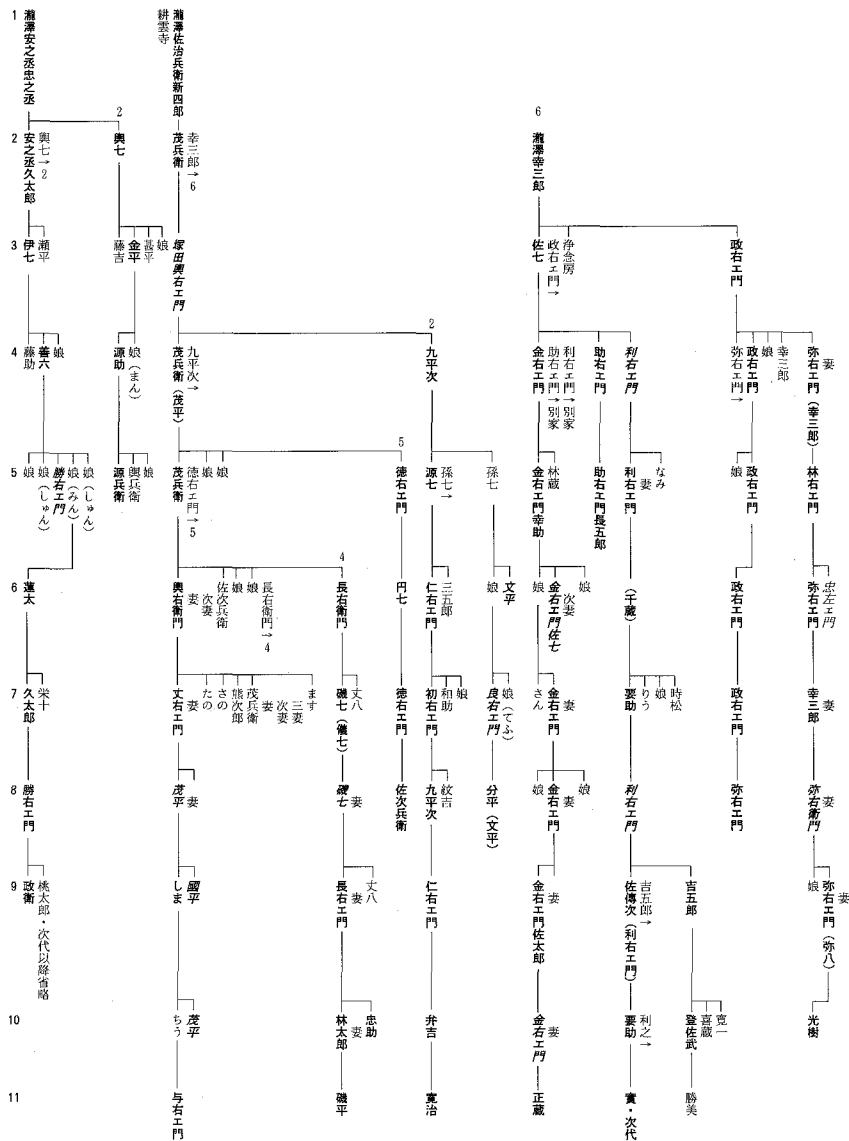 1
瀧澤安之丞忠之丞
瀧澤佐治兵衛新四郎
耕雲寺
2
6
2
安之丞久太郎
輿七→2
輿七
茂兵衛
幸三郎→6
瀧澤幸三郎
3
伊七
瀬平
藤吉
金平
甚平
娘
塚田輿右エ門
佐七
政右エ門→
浄念房
政右エ門
2
4
藤助
善六
娘
源助
娘(まん)
茂兵衛(茂平)
九平次→
九平次
金右エ門
助右エ門→別家
利右エ門→別家
助右エ門
利右エ門
弥右エ門→
政右エ門
娘
幸三郎
弥右エ門(幸三郎)
妻
5
5
娘
娘(しゅん)
勝右エ門
娘(みん)
娘(しゅん)
源兵衛
輿兵衛
娘
茂兵衛
徳右エ門→5
娘
娘
徳右エ門
源七
孫七→
孫七
金右エ門幸助
林蔵
助右エ門長五郎
利右エ門
妻
なみ
娘
政右エ門
林右エ門
4
6
蓮太
輿右衛門
妻
次妻
佐次兵衛
娘
娘
長右衛門→4
長右衛門
円七
仁右エ門
三五郎
娘
文平
娘
金右エ門佐七
次妻
娘
(千蔵)
政右エ門
弥右エ門
忠左エ門
7
久太郎
栄十
丈右エ門
妻
たの
さの
熊次郎
茂兵衛
妻
次妻
三妻
ます
磯七(儀七)
丈八
徳右エ門
初右エ門
和助
娘
良右エ門
娘(てふ)
さん
金右エ門
妻
要助
りう
娘
時松
政右エ門
幸三郎
妻
8
勝右エ門
茂平
妻
磯七
妻
佐次兵衛
九平次
紋吉
分平(文平)
娘
金右エ門
妻
娘
利右エ門
弥右エ門
弥右衛門
妻
9
政衛
桃太郎・次代以降省略
しま
國平
長右エ門
妻
丈八
仁右エ門
金右エ門佐太郎
妻
佐傳次(利右エ門)
吉五郎→
吉五郎
娘
弥右エ門(弥八)
妻
10
ちう
茂平
林太郎
妻
忠助
弁吉
金右エ門
妻
要助
利之→
登佐武
喜蔵
寛一
光樹
11
与右エ門
磯平
寛治
正蔵
實・次代
勝美